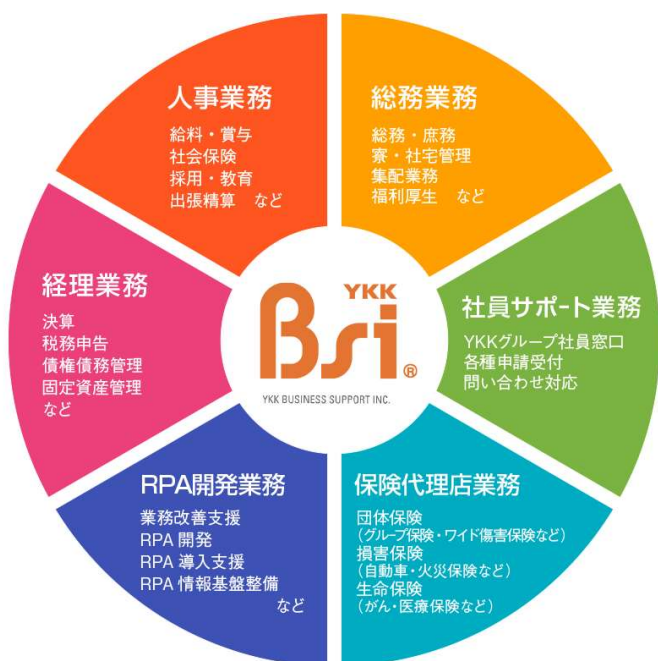 人事業務
給料・賞与
社会保険
採用・教育
出張精算 など
総務業務
総務・庶務
寮・社宅管理
集配業務
福利厚生 など
社員サポート業務
YKKグループ社員窓口
各種申請受付
問い合わせ対応
保険代理店業務
団体保険
(グループ保険・ワイド傷害保険など)
損害保険
(自動車・火災保険など)
生命保険
(がん・医療保険など)
RPA開発業務
業務改善支援
RPA 開発
RPA 導入支援
RPA 情報基盤整備
など
経理業務
決算
税務申告
債権債務管理
固定資産管理
など
YKK
Bsi®
YKK BUSINESS SUPPORT INC.